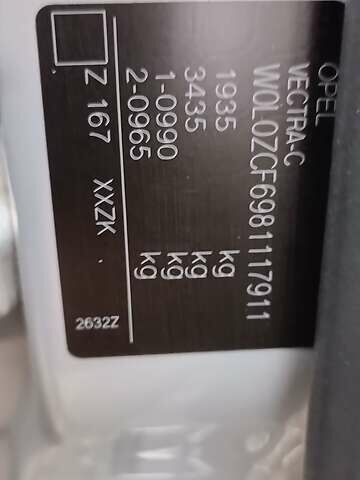 OPEL
VECTRA-C
W0L0ZCF6981117911
1935 kg
3435 kg
1-0990 kg
2-0965 kg
Z 167 XXZK
2632Z